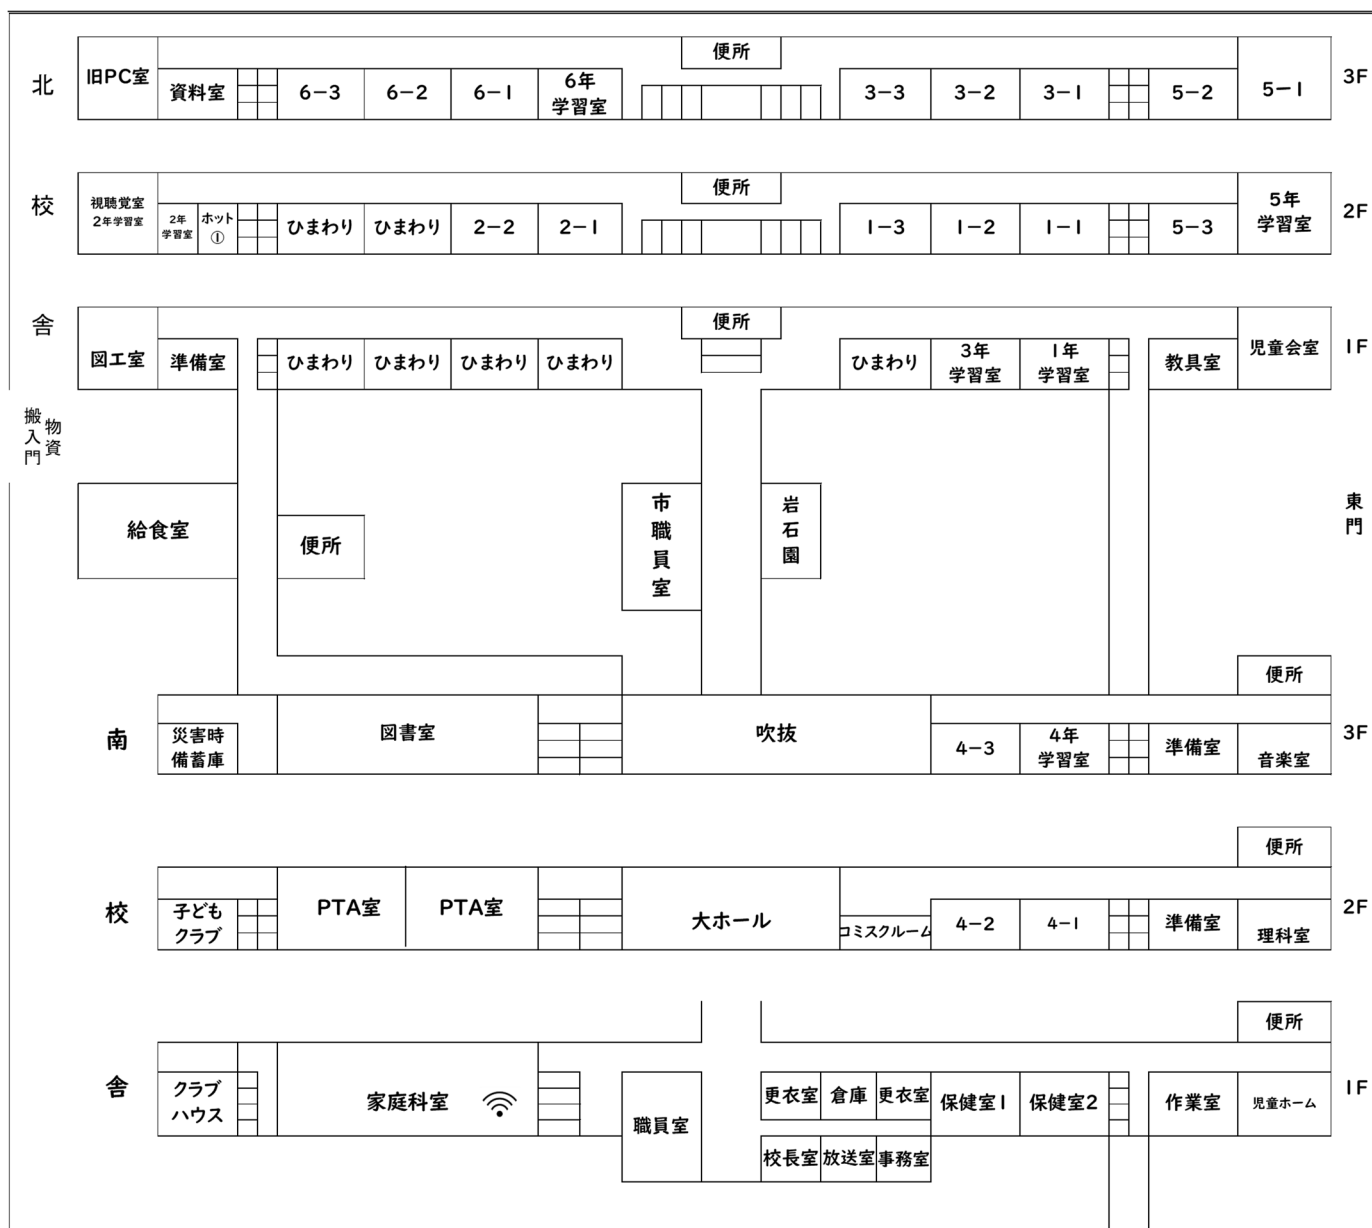 北
校
舎
便所
旧PC室
資料室
6-3
6-2
6-1
6年
学習室
3-3
3-2
3-1
5-2
5-1
3F
便所
視聴覚室
2年学習室
2年
学習室
ホット
①
ひまわり
ひまわり
2-2
2-1
1-3
1-2
1-1
5-3
5年
学習室
2F
便所
図工室
準備室
ひまわり
ひまわり
ひまわり
ひまわり
ひまわり
3年
学習室
1年
学習室
教具室
児童会室
1F
物資
搬入門
給食室
便所
市職員室
岩石園
東門
南
校
舎
便所
災害時
備蓄庫
図書室
吹抜
4-3
4年
学習室
準備室
音楽室
3F
便所
子ども
クラブ
PTA室
PTA室
大ホール
コミスクルーム
4-2
4-1
準備室
理科室
2F
便所
クラブ
ハウス
家庭科室
職員室
更衣室
倉庫
更衣室
保健室1
保健室2
作業室
児童ホーム
1F
校長室
放送室
事務室